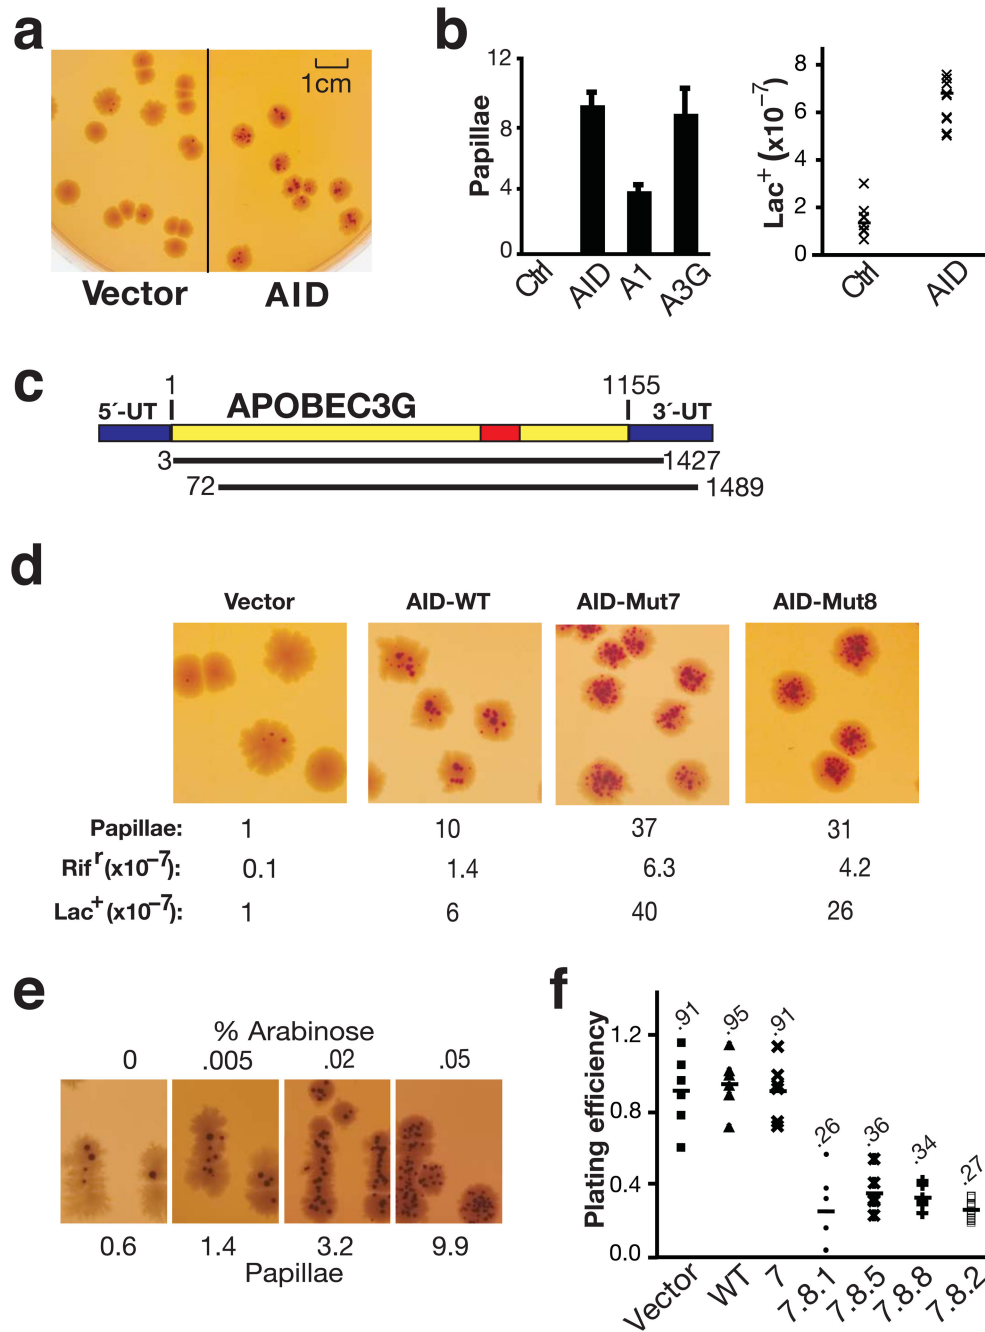 a
1cm
Vector AID
b
Papillae
12
8
4
0
Ctrl AID A1 A3G
Lac+ (x10−7)
8
6
4
2
0
Ctrl AID
c
1 1155
5´-UT APOBEC3G 3´-UT
3 1427
72 1489
d
Vector AID-WT AID-Mut7 AID-Mut8
Papillae: 1 10 37 31
Rif r (x10−7): 0.1 1.4 6.3 4.2
Lac+ (x10−7): 1 6 40 26
e
% Arabinose
0 .005 .02 .05
0.6 1.4 3.2 9.9
Papillae
f
Plating efficiency
1.2
0.8
0.4
0.0
.91 .95 .91 .26 .36 .34 .27
Vector WT 7 7.8.1 7.8.5 7.8.8 7.8.2